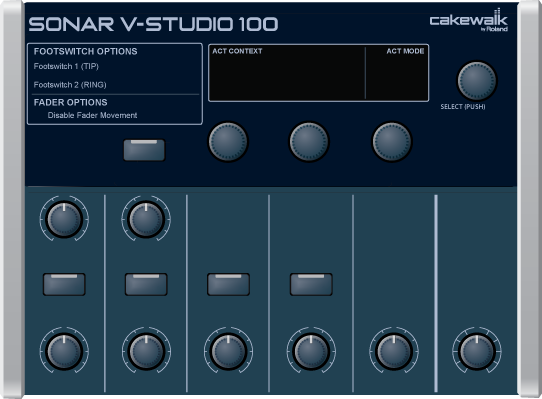 SONAR V-STUDIO 100
cakewalk
by Roland
FOOTSWITCH OPTIONS
Footswitch 1 (TIP)
Footswitch 2 (RING)
FADER OPTIONS
Disable Fader Movement
ACT CONTEXT
ACT MODE
SELECT (PUSH)